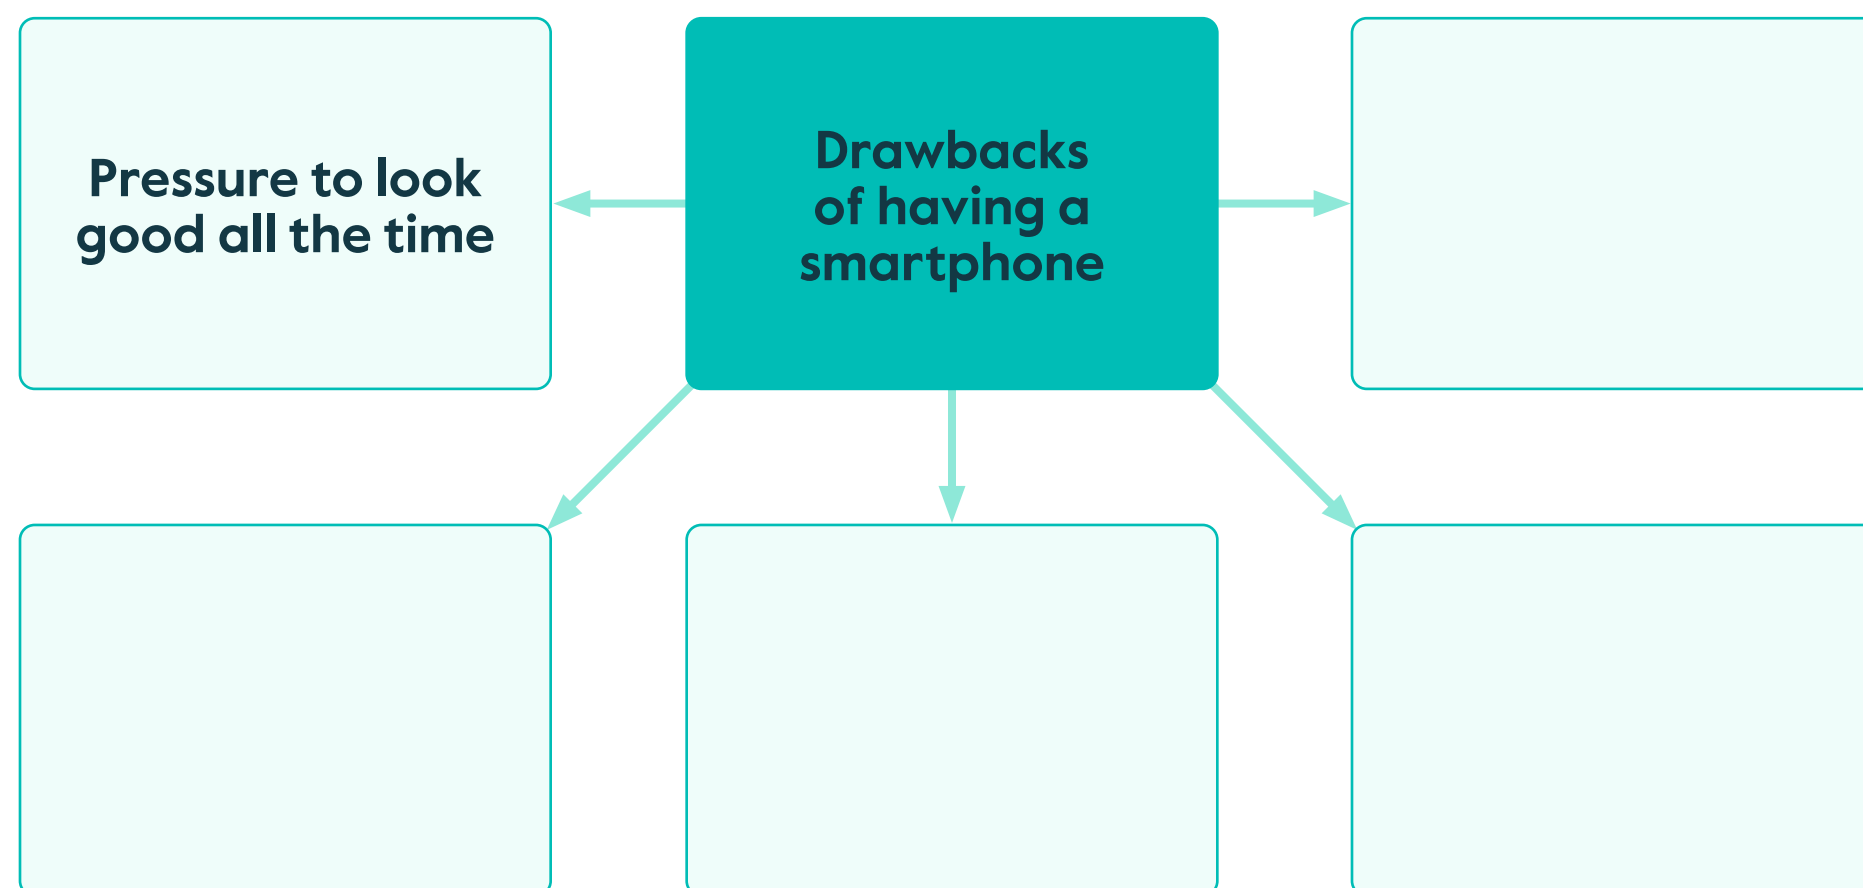 Pressure to look
good all the time
Drawbacks
of having a
smartphone